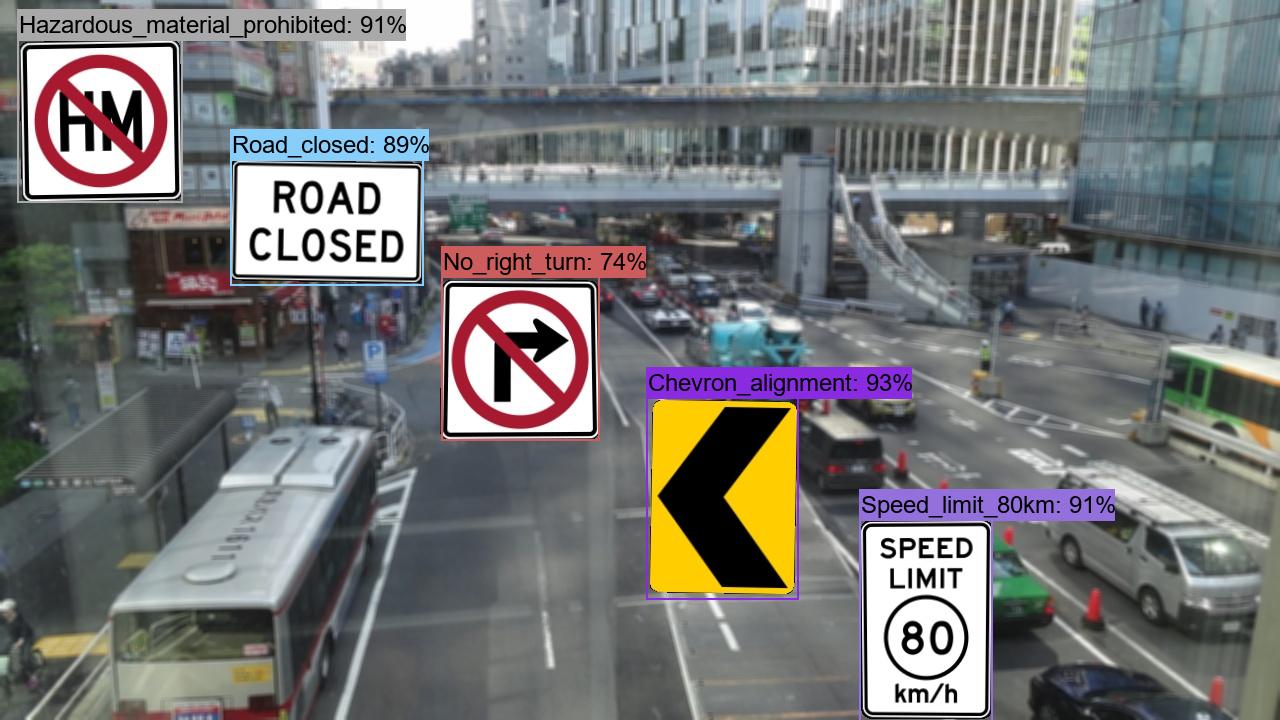 Hazardous_material_prohibited: 91%
HM
Road_closed: 89%
ROAD
CLOSED
No_right_turn: 74%
P
Chevron_alignment: 93%
Speed_limit_80km: 91%
SPEED
LIMIT
80
km/h